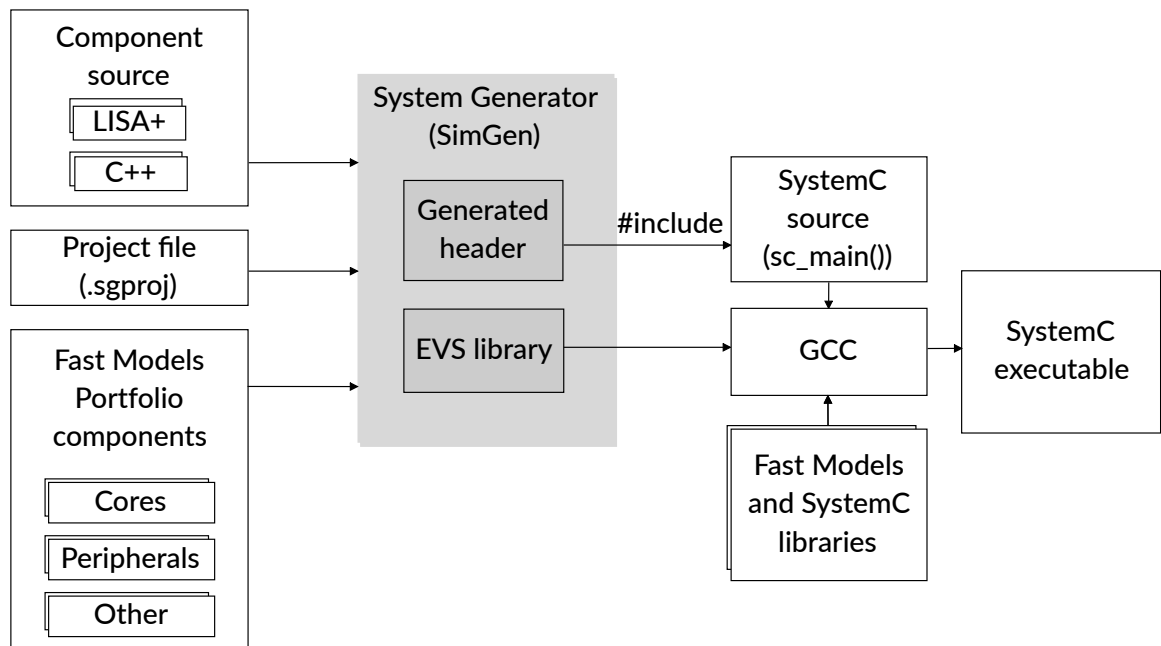 Component
source
LISA+
C++
Project file
(.sgproj)
Fast Models
Portfolio
components
Cores
Peripherals
Other
System Generator
(SimGen)
Generated
header
EVS library
#include
SystemC
source
(sc_main())
GCC
Fast Models
and SystemC
libraries
SystemC
executable